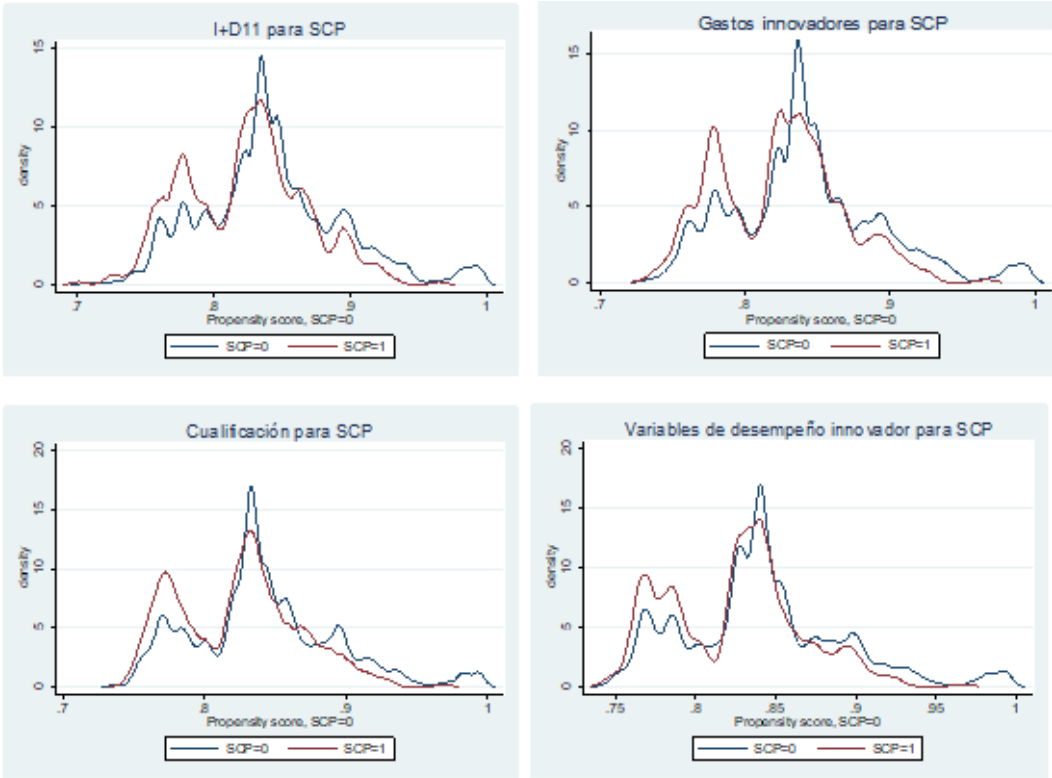 I+D11 para SCP
15
10
5
0
density
.7 .8 .9 1
Propensity score, SCP=0
SCP=0 SCP=1
Gastos innovadores para SCP
15
10
5
0
density
.7 .8 .9 1
Propensity score, SCP=0
SCP=0 SCP=1
Cualificación para SCP
20
15
10
5
0
density
.7 .8 .9 1
Propensity score, SCP=0
SCP=0 SCP=1
Variables de desempeño innovador para SCP
20
15
10
5
0
density
.75 .8 .85 .9 .95 1
Propensity score, SCP=0
SCP=0 SCP=1